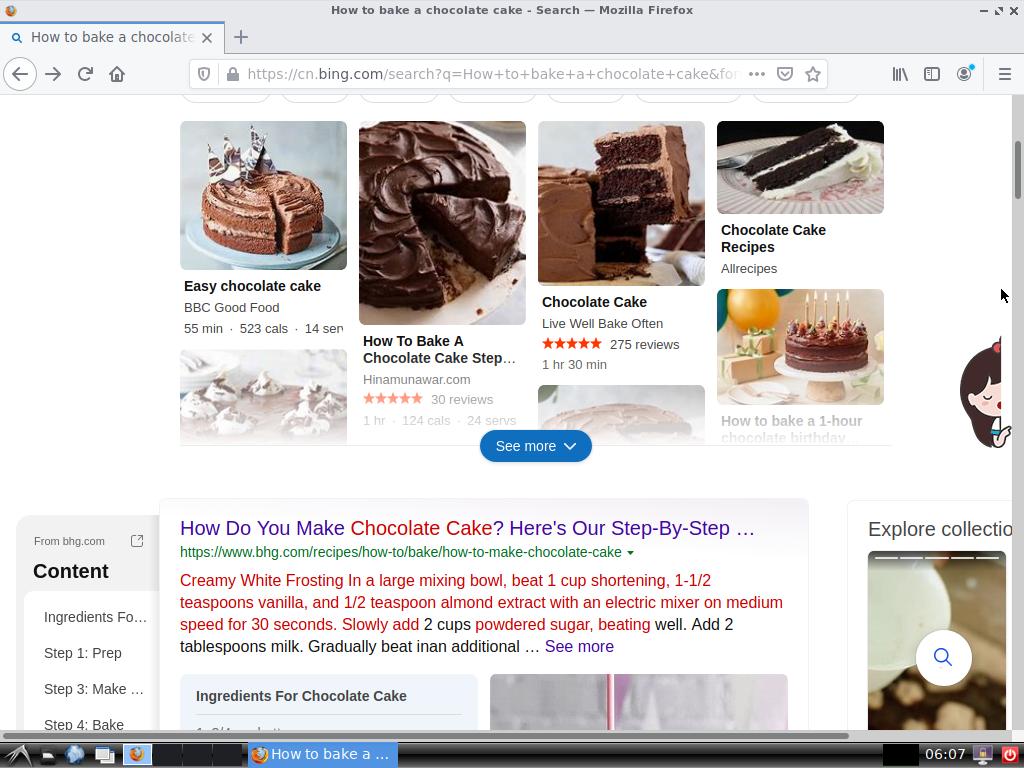 How to bake a chocolate cake - Search — Mozilla Firefox
How to bake a chocolate
https://cn.bing.com/search?q=How+to+bake+a+chocolate+cake&for
Easy chocolate cake
BBC Good Food
55 min · 523 cals · 14 serv
How To Bake A
Chocolate Cake Step…
Hinamunawar.com
30 reviews
1 hr · 124 cals · 24 servs
Chocolate Cake
Live Well Bake Often
275 reviews
1 hr 30 min
Chocolate Cake
Recipes
Allrecipes
How to bake a 1-hour
chocolate birthday…
See more
From bhg.com
Content
Ingredients Fo…
Step 1: Prep
Step 3: Make …
Step 4: Bake
How Do You Make Chocolate Cake? Here's Our Step-By-Step …
https://www.bhg.com/recipes/how-to/bake/how-to-make-chocolate-cake
Creamy White Frosting In a large mixing bowl, beat 1 cup shortening, 1-1/2
teaspoons vanilla, and 1/2 teaspoon almond extract with an electric mixer on medium
speed for 30 seconds. Slowly add 2 cups powdered sugar, beating well. Add 2
tablespoons milk. Gradually beat inan additional … See more
Ingredients For Chocolate Cake
Explore collectio
How to bake a ...
06:07